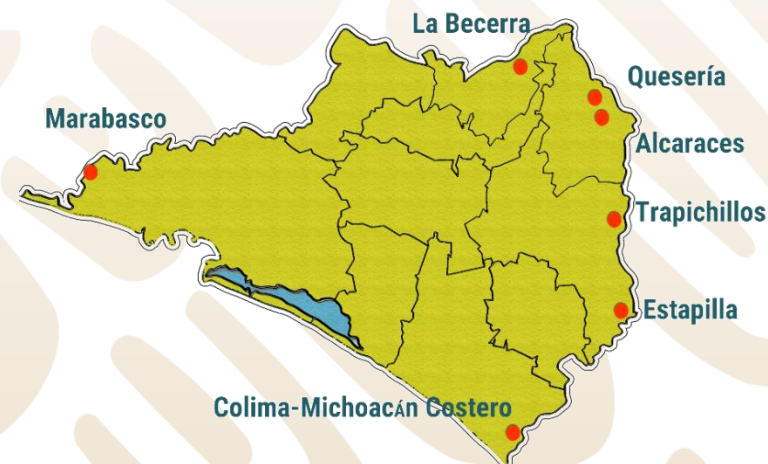 La Becerra
Quesería
Marabasco
Alcaraces
Trapichillos
Estapilla
Colima-Michoacán Costero